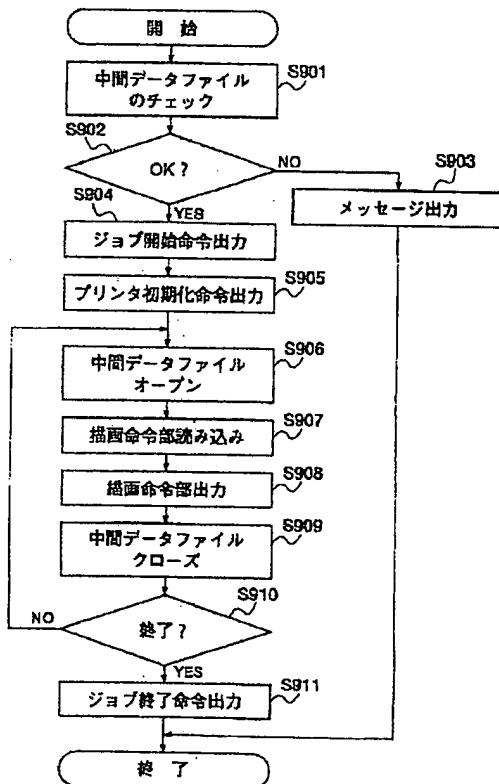 開 始
S901
中間データファイル
のチェック
S902
OK?
NO
S903
メッセージ出力
YES
S904
ジョブ開始命令出力
S905
プリンタ初期化命令出力
S906
中間データファイル
オープン
S907
描画命令部読み込み
S908
描画命令部出力
S909
中間データファイル
クローズ
S910
NO
終了?
YES
S911
ジョブ終了命令出力
終 了